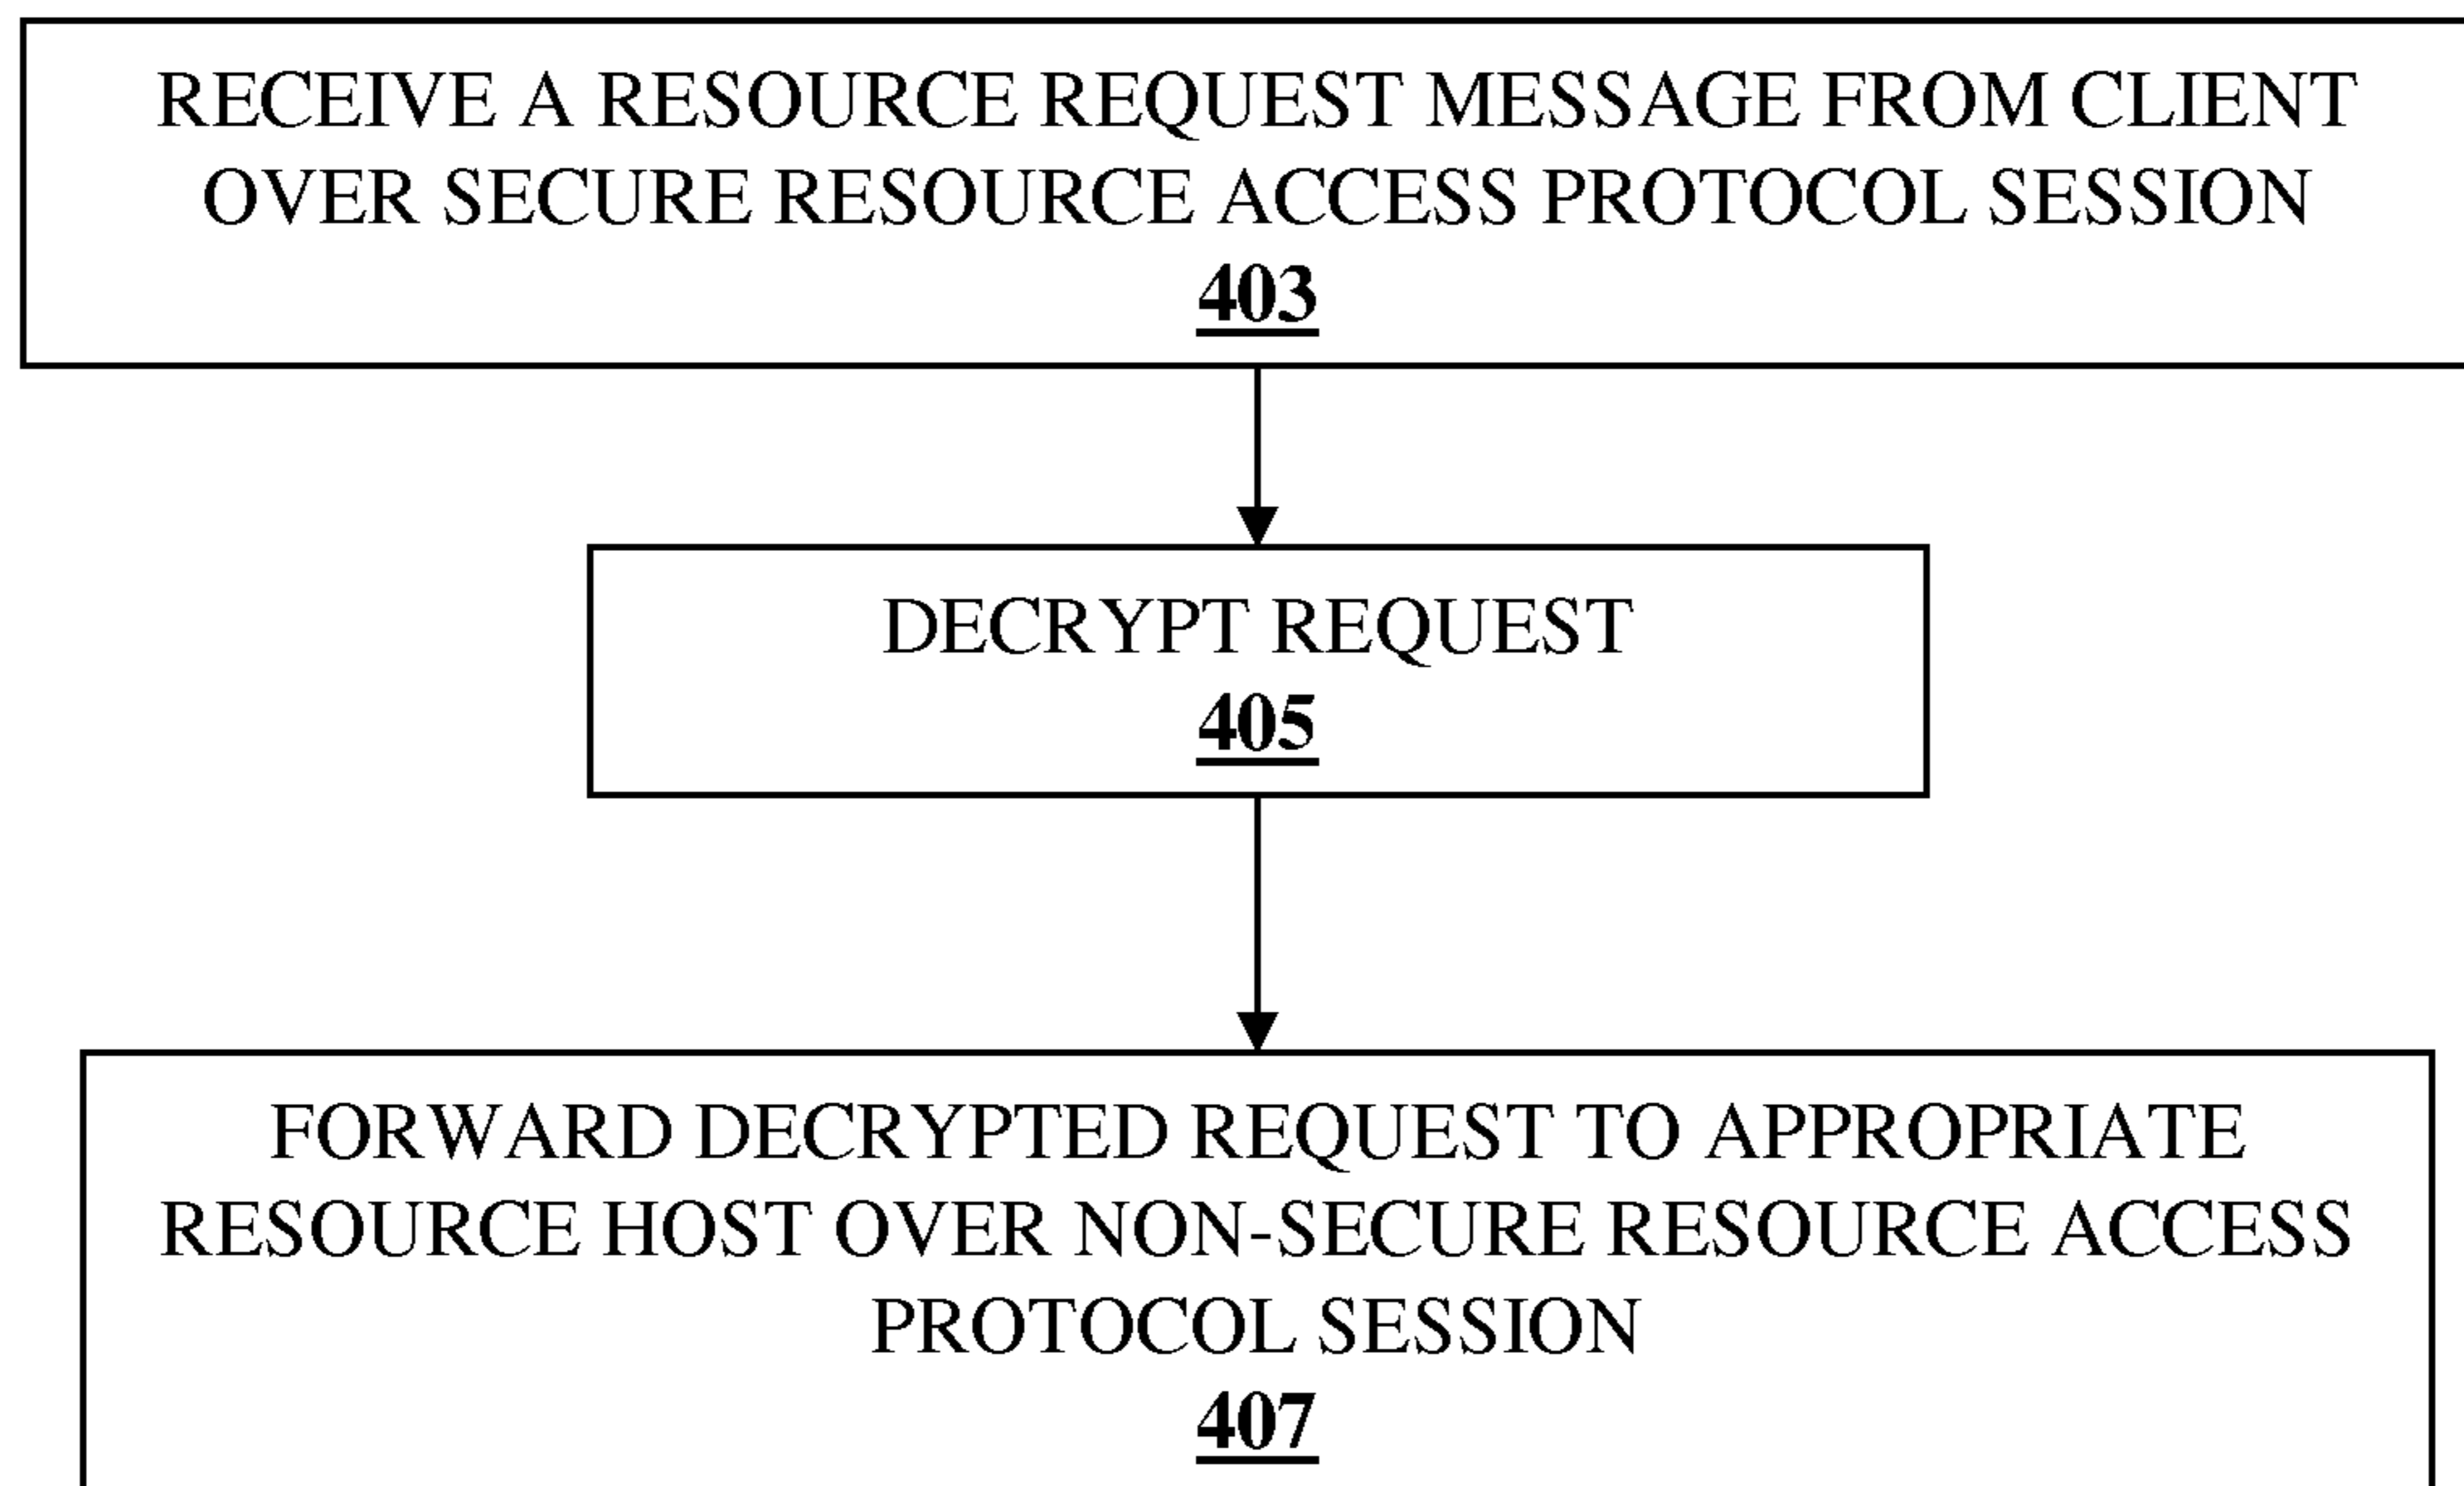 RECEIVE A RESOURCE REQUEST MESSAGE FROM CLIENT
OVER SECURE RESOURCE ACCESS PROTOCOL SESSION
403
DECRYPT REQUEST
405
FORWARD DECRYPTED REQUEST TO APPROPRIATE
RESOURCE HOST OVER NON-SECURE RESOURCE ACCESS
PROTOCOL SESSION
407